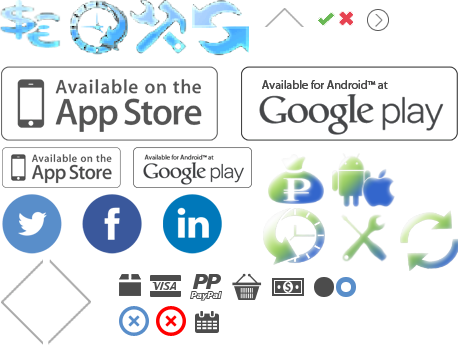 Available on the
App Store
Available for Android™ at
Google play
Available on the
App Store
Available for Android™ at
Google play
f
in
VISA
PP
PayPal